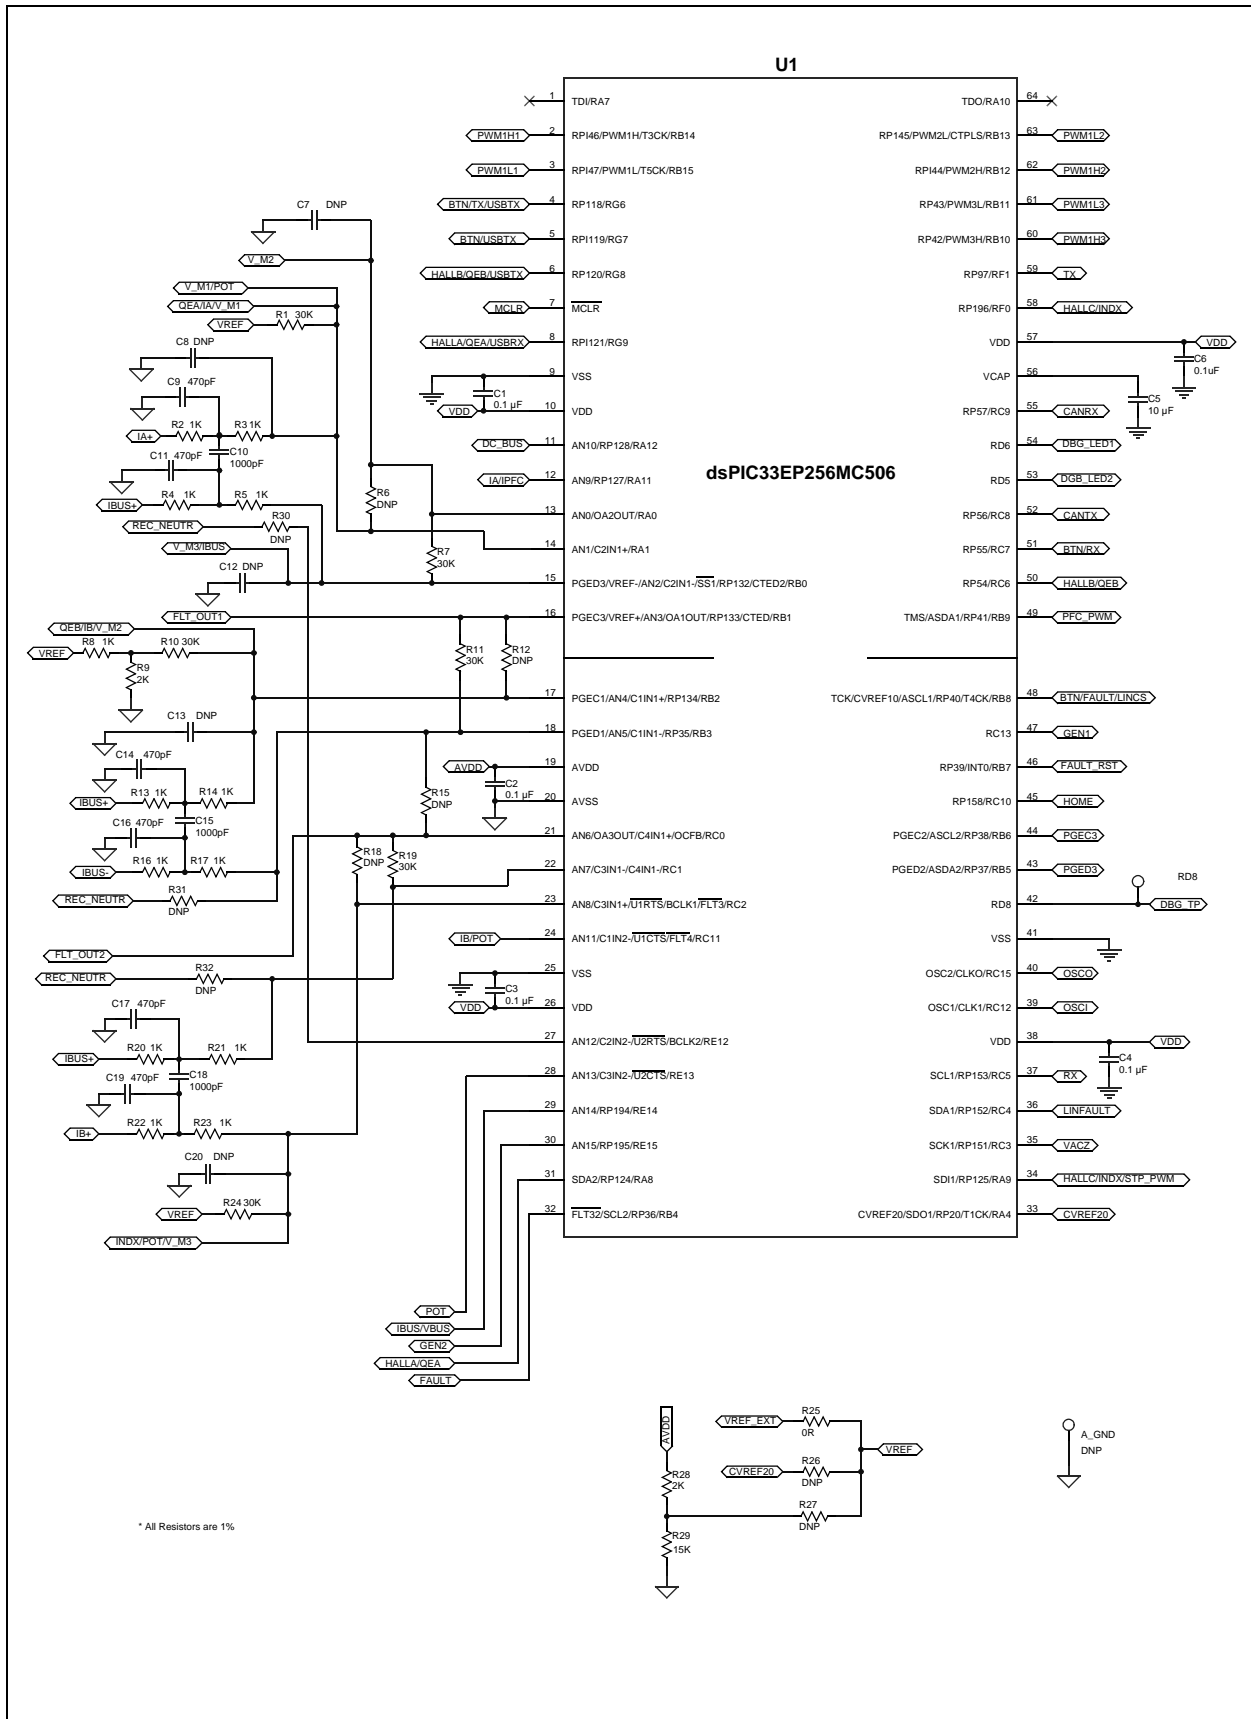 U1
dsPIC33EP256MC506
1 TDI/RA7
PWM1H1 2 RPI46/PWM1H/T3CK/RB14
PWM1L1 3 RPI47/PWM1L/T5CK/RB15
BTN/TX/USBTX 4 RP118/RG6
BTN/USBTX 5 RPI119/RG7
HALLB/QEB/USBTX 6 RP120/RG8
MCLR 7 MCLR
HALLA/QEA/USBRX 8 RPI121/RG9
9 VSS
C1
0.1 µF
VDD 10 VDD
DC_BUS 11 AN10/RP128/RA12
IA/IPFC 12 AN9/RP127/RA11
13 AN0/OA2OUT/RA0
14 AN1/C2IN1+/RA1
15 PGED3/VREF-/AN2/C2IN1-/SS1/RP132/CTED2/RB0
16 PGEC3/VREF+/AN3/OA1OUT/RP133/CTED/RB1
17 PGEC1/AN4/C1IN1+/RP134/RB2
18 PGED1/AN5/C1IN1-/RP35/RB3
AVDD 19 AVDD
C2
0.1 µF
20 AVSS
21 AN6/OA3OUT/C4IN1+/OCFB/RC0
22 AN7/C3IN1-/C4IN1-/RC1
23 AN8/C3IN1+/U1RTS/BCLK1/FLT3/RC2
IB/POT 24 AN11/C1IN2-/U1CTS/FLT4/RC11
25 VSS
C3
0.1 µF
VDD 26 VDD
27 AN12/C2IN2-/U2RTS/BCLK2/RE12
28 AN13/C3IN2-/U2CTS/RE13
29 AN14/RP194/RE14
30 AN15/RP195/RE15
31 SDA2/RP124/RA8
32 FLT32/SCL2/RP36/RB4
TDO/RA10 64
RP145/PWM2L/CTPLS/RB13 63 PWM1L2
RPI44/PWM2H/RB12 62 PWM1H2
RP43/PWM3L/RB11 61 PWM1L3
RP42/PWM3H/RB10 60 PWM1H3
RP97/RF1 59 TX
RP196/RF0 58 HALLC/INDX
VDD 57 VDD
C6
0.1uF
VCAP 56
C5
10 µF
RP57/RC9 55 CANRX
RD6 54 DBG_LED1
RD5 53 DGB_LED2
RP56/RC8 52 CANTX
RP55/RC7 51 BTN/RX
RP54/RC6 50 HALLB/QEB
TMS/ASDA1/RP41/RB9 49 PFC_PWM
TCK/CVREF10/ASCL1/RP40/T4CK/RB8 48 BTN/FAULT/LINCS
RC13 47 GEN1
RP39/INT0/RB7 46 FAULT_RST
RP158/RC10 45 HOME
PGEC2/ASCL2/RP38/RB6 44 PGEC3
PGED2/ASDA2/RP37/RB5 43 PGED3
RD8
RD8 42 DBG_TP
VSS 41
OSC2/CLKO/RC15 40 OSCO
OSC1/CLK1/RC12 39 OSCI
VDD 38 VDD
C4
0.1 µF
SCL1/RP153/RC5 37 RX
SDA1/RP152/RC4 36 LINFAULT
SCK1/RP151/RC3 35 VACZ
SDI1/RP125/RA9 34 HALLC/INDX/STP_PWM
CVREF20/SDO1/RP20/T1CK/RA4 33 CVREF20
C7 DNP
V_M2
V_M1/POT
QEA/IA/V_M1
R1 30K
VREF
C8 DNP
C9 470pF
R2 1K
R3 1K
IA+
C10
1000pF
C11 470pF
R4 1K
R5 1K
IBUS+
R6
DNP
R30
REC_NEUTR
DNP
V_M3/IBUS
R7
30K
C12 DNP
FLT_OUT1
QEB/IB/V_M2
R8 1K
R10 30K
VREF
R9
2K
R11
30K
R12
DNP
C13 DNP
C14 470pF
R13 1K
R14 1K
IBUS+
C15
1000pF
C16 470pF
R16 1K
R17 1K
IBUS-
R15
DNP
R18
DNP
R19
30K
R31
REC_NEUTR
DNP
FLT_OUT2
R32
REC_NEUTR
DNP
C17 470pF
R20 1K
R21 1K
IBUS+
C18
1000pF
C19 470pF
R22 1K
R23 1K
IB+
C20 DNP
R24 30K
VREF
INDX/POT/V_M3
POT
IBUS/VBUS
GEN2
HALLA/QEA
FAULT
AVDD
R28
2K
R29
15K
VREF_EXT
R25
0R
VREF
CVREF20
R26
DNP
R27
DNP
A_GND
DNP
* All Resistors are 1%